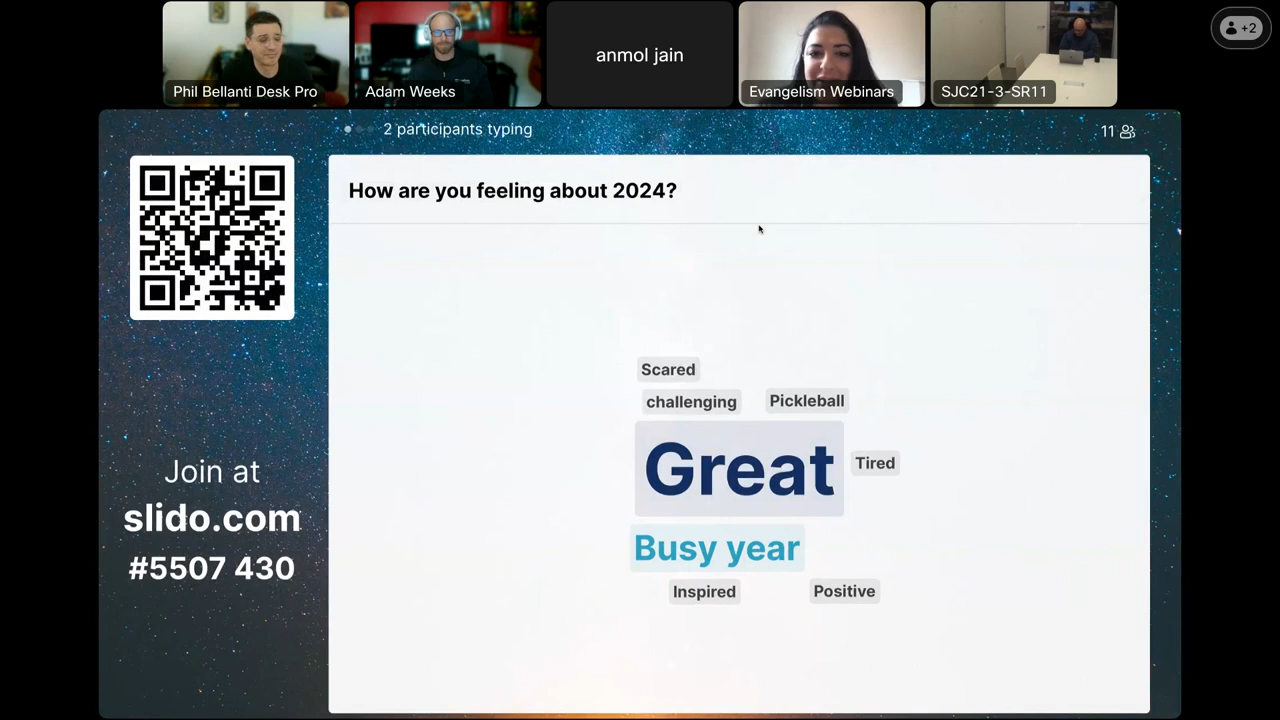 Phil Bellanti Desk Pro
Adam Weeks
anmol jain
Evangelism Webinars
SJC21-3-SR11
+2
2 participants typing
11
How are you feeling about 2024?
Scared
challenging
Pickleball
Great
Tired
Busy year
Inspired
Positive
Join at
slido.com
#5507 430